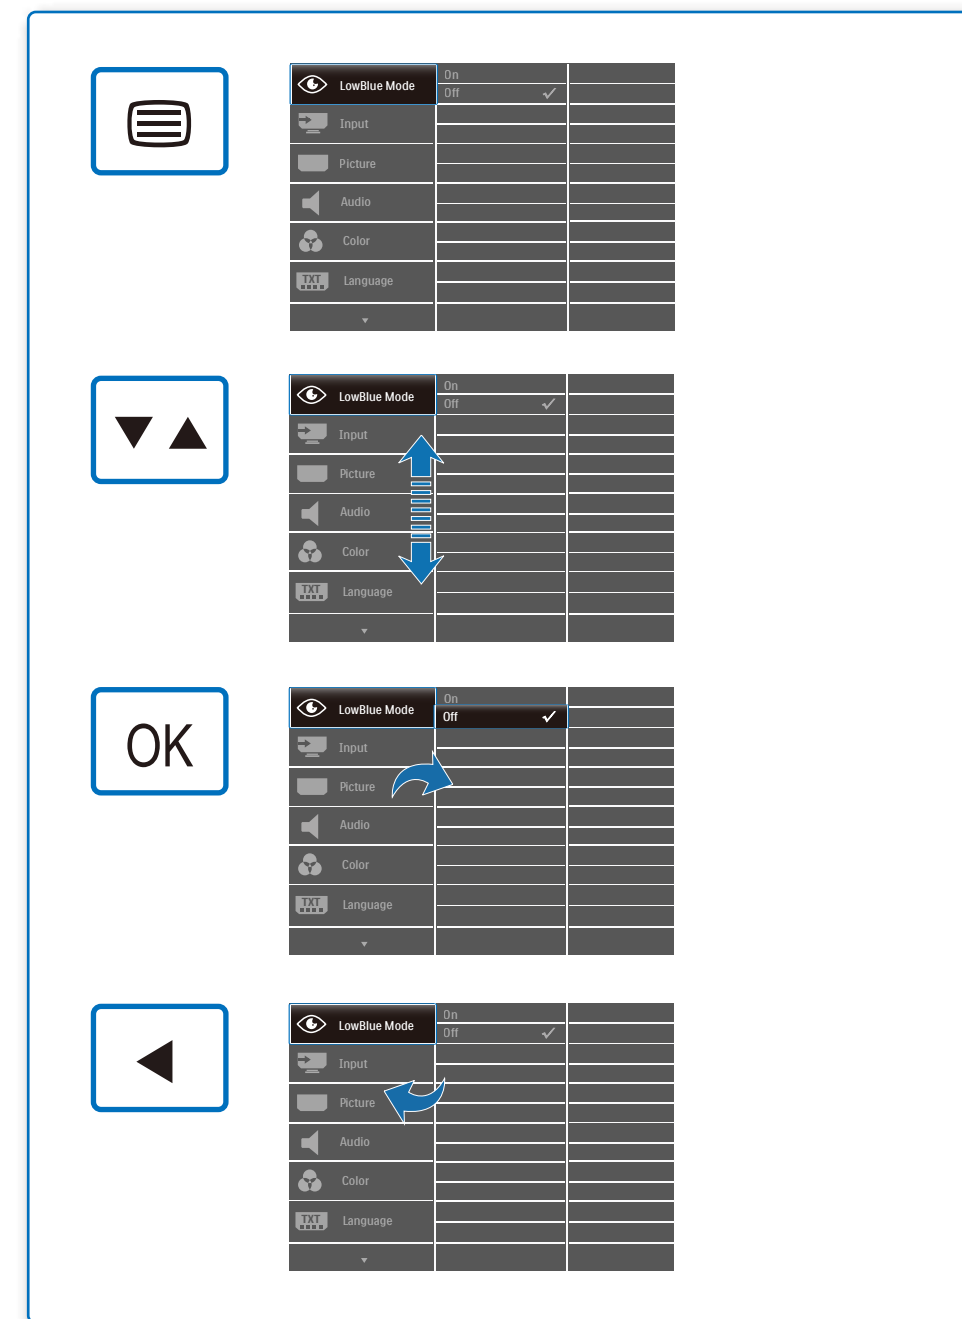 On
LowBlue Mode
Off
Input
Picture
Audio
Color
TXT
Language
On
LowBlue Mode
Off
Input
Picture
Audio
Color
TXT
Language
OK
On
LowBlue Mode
Off
Input
Picture
Audio
Color
TXT
Language
On
LowBlue Mode
Off
Input
Picture
Audio
Color
TXT
Language